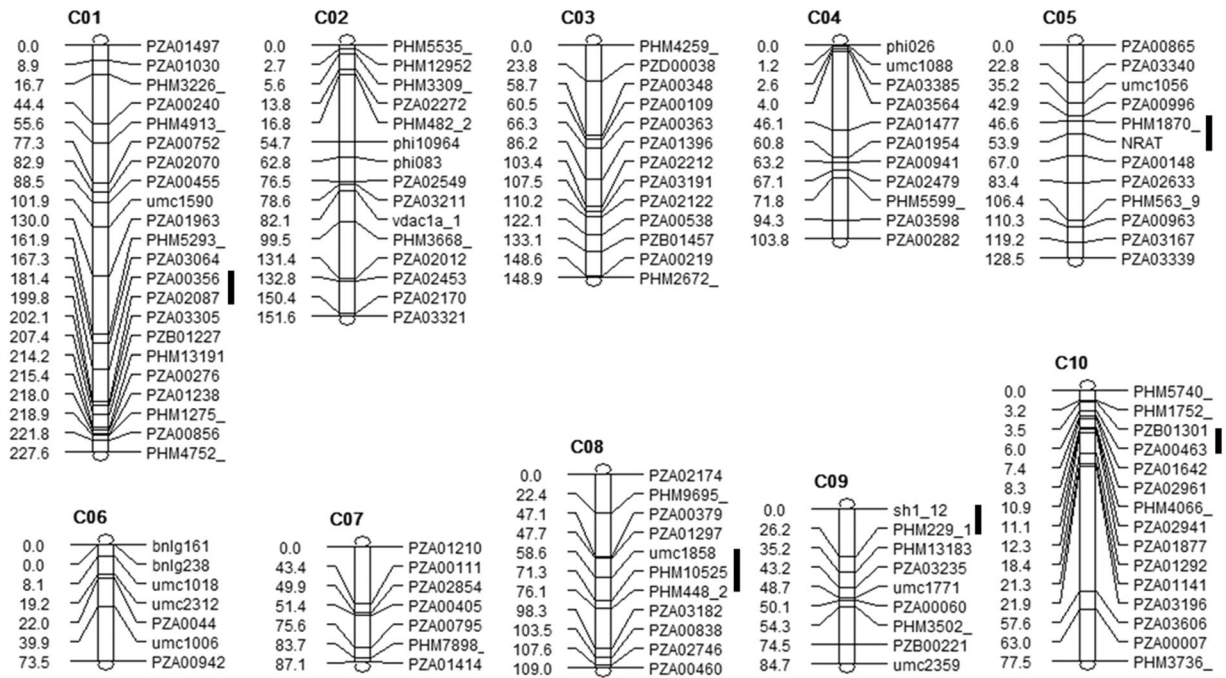 C01
0.0 PZA01497
8.9 PZA01030
16.7 PHM3226_
44.4 PZA00240
55.6 PHM4913_
77.3 PZA00752
82.9 PZA02070
88.5 PZA00455
101.9 umc1590
130.0 PZA01963
161.9 PHM5293_
167.3 PZA03064
181.4 PZA00356
199.8 PZA02087
202.1 PZA03305
207.4 PZB01227
214.2 PHM13191
215.4 PZA00276
218.0 PZA01238
218.9 PHM1275_
221.8 PZA00856
227.6 PHM4752_
C02
0.0 PHM5535_
2.7 PHM12952
5.6 PHM3309_
13.8 PZA02272
16.8 PHM482_2
54.7 phi10964
62.8 phi083
76.5 PZA02549
78.6 PZA03211
82.1 vdac1a_1
99.5 PHM3668_
131.4 PZA02012
132.8 PZA02453
150.4 PZA02170
151.6 PZA03321
C03
0.0 PHM4259_
23.8 PZD00038
58.7 PZA00348
60.5 PZA00109
66.3 PZA00363
86.2 PZA01396
103.4 PZA02212
107.5 PZA03191
110.2 PZA02122
122.1 PZA00538
133.1 PZB01457
148.6 PZA00219
148.9 PHM2672_
C04
0.0 phi026
1.2 umc1088
2.6 PZA03385
4.0 PZA03564
46.1 PZA01477
60.8 PZA01954
63.2 PZA00941
67.1 PZA02479
71.8 PHM5599_
94.3 PZA03598
103.8 PZA00282
C05
0.0 PZA00865
22.8 PZA03340
35.2 umc1056
42.9 PZA00996
46.6 PHM1870_
53.9 NRAT
67.0 PZA00148
83.4 PZA02633
106.4 PHM563_9
110.3 PZA00963
119.2 PZA03167
128.5 PZA03339
C06
0.0 bnlg161
0.0 bnlg238
8.1 umc1018
19.2 umc2312
22.0 PZA0044
39.9 umc1006
73.5 PZA00942
C07
0.0 PZA01210
43.4 PZA00111
49.9 PZA02854
51.4 PZA00405
75.6 PZA00795
83.7 PHM7898_
87.1 PZA01414
C08
0.0 PZA02174
22.4 PHM9695_
47.1 PZA00379
47.7 PZA01297
58.6 umc1858
71.3 PHM10525
76.1 PHM448_2
98.3 PZA03182
103.5 PZA00838
107.6 PZA02746
109.0 PZA00460
C09
0.0 sh1_12
26.2 PHM229_1
35.2 PHM13183
43.2 PZA03235
48.7 umc1771
50.1 PZA00060
54.3 PHM3502_
74.5 PZB00221
84.7 umc2359
C10
0.0 PHM5740_
3.2 PHM1752_
3.5 PZB01301
6.0 PZA00463
7.4 PZA01642
8.3 PZA02961
10.9 PHM4066_
11.1 PZA02941
12.3 PZA01877
18.4 PZA01292
21.3 PZA01141
21.9 PZA03196
57.6 PZA03606
63.0 PZA00007
77.5 PHM3736_